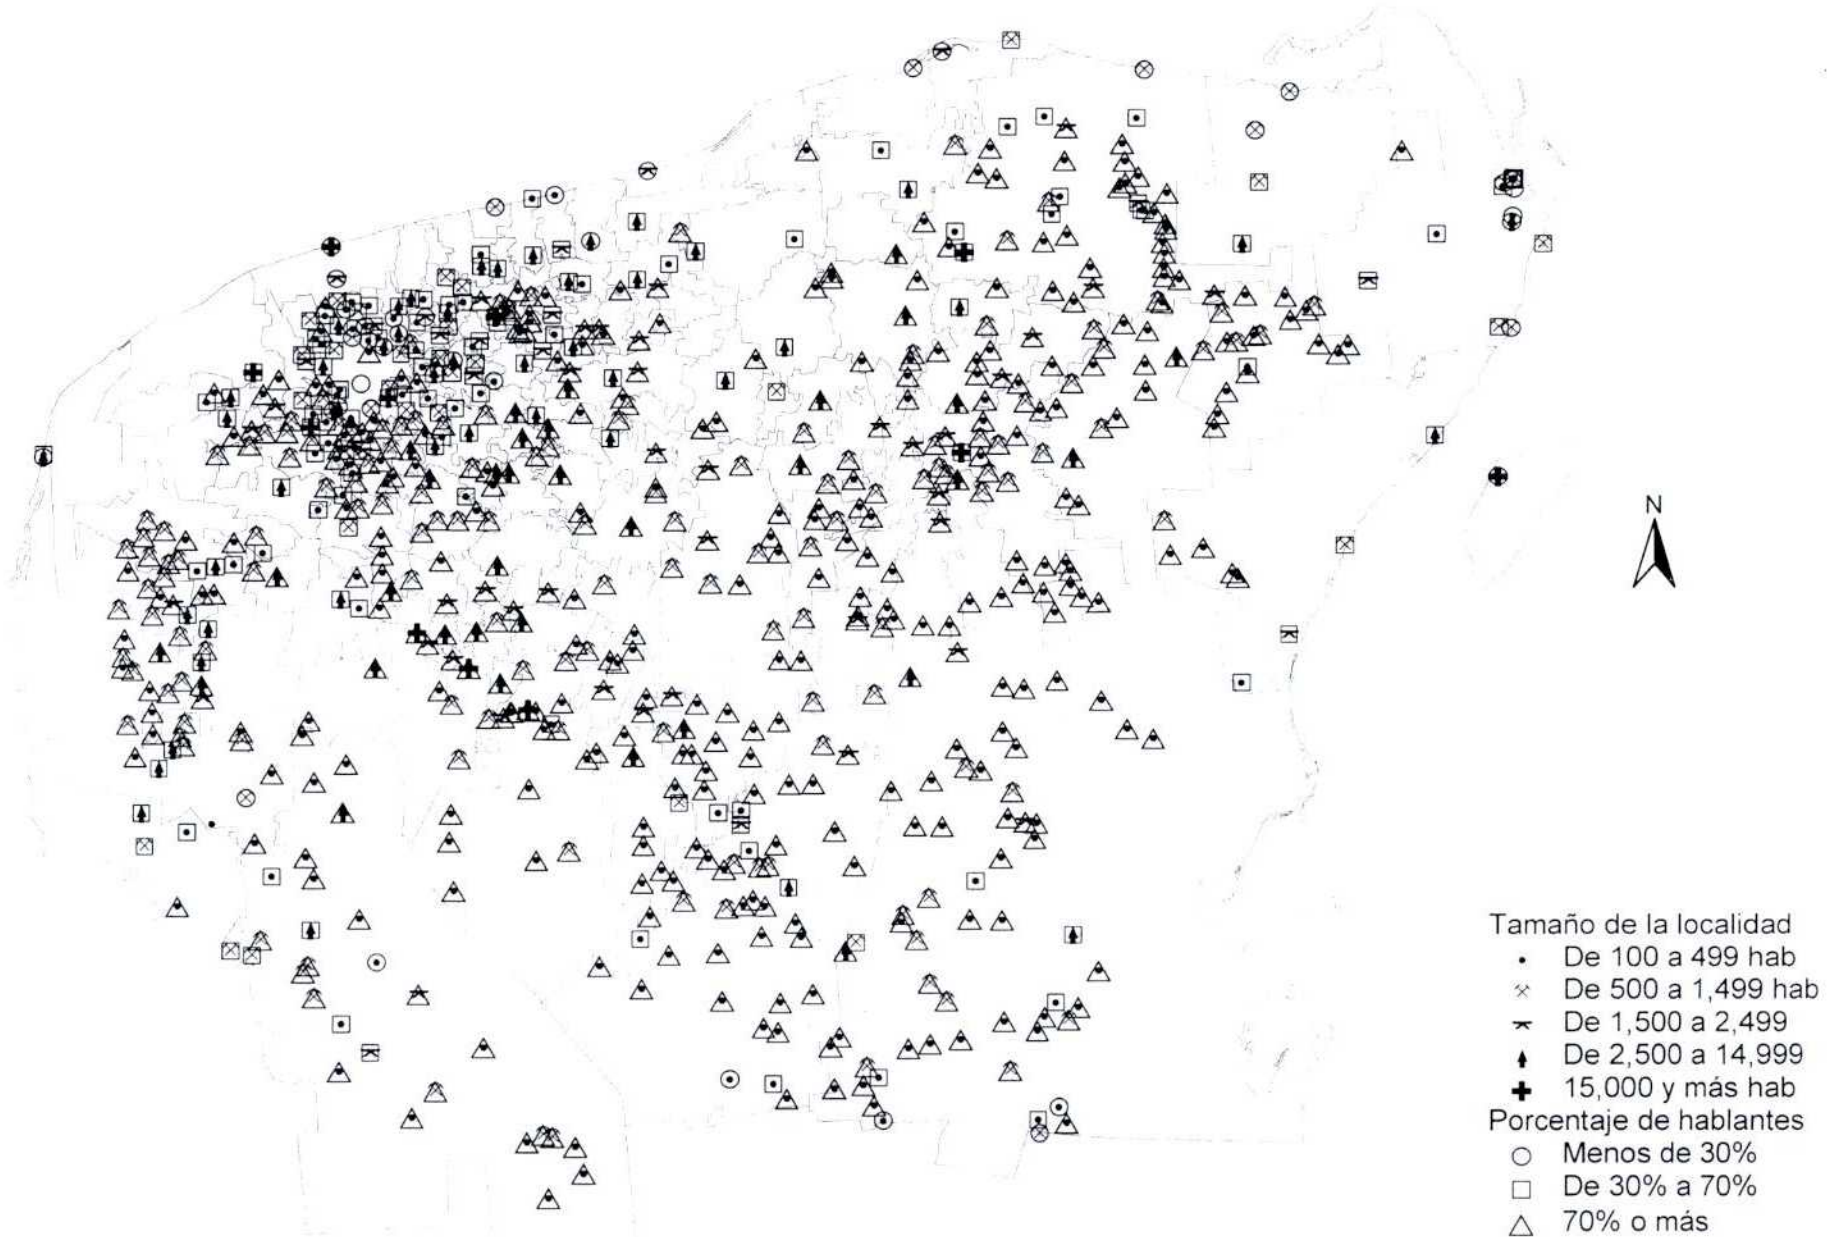 N
Tamaño de la localidad
De 100 a 499 hab
De 500 a 1,499 hab
De 1,500 a 2,499
De 2,500 a 14,999
15,000 y más hab
Porcentaje de hablantes
Menos de 30%
De 30% a 70%
70% o más